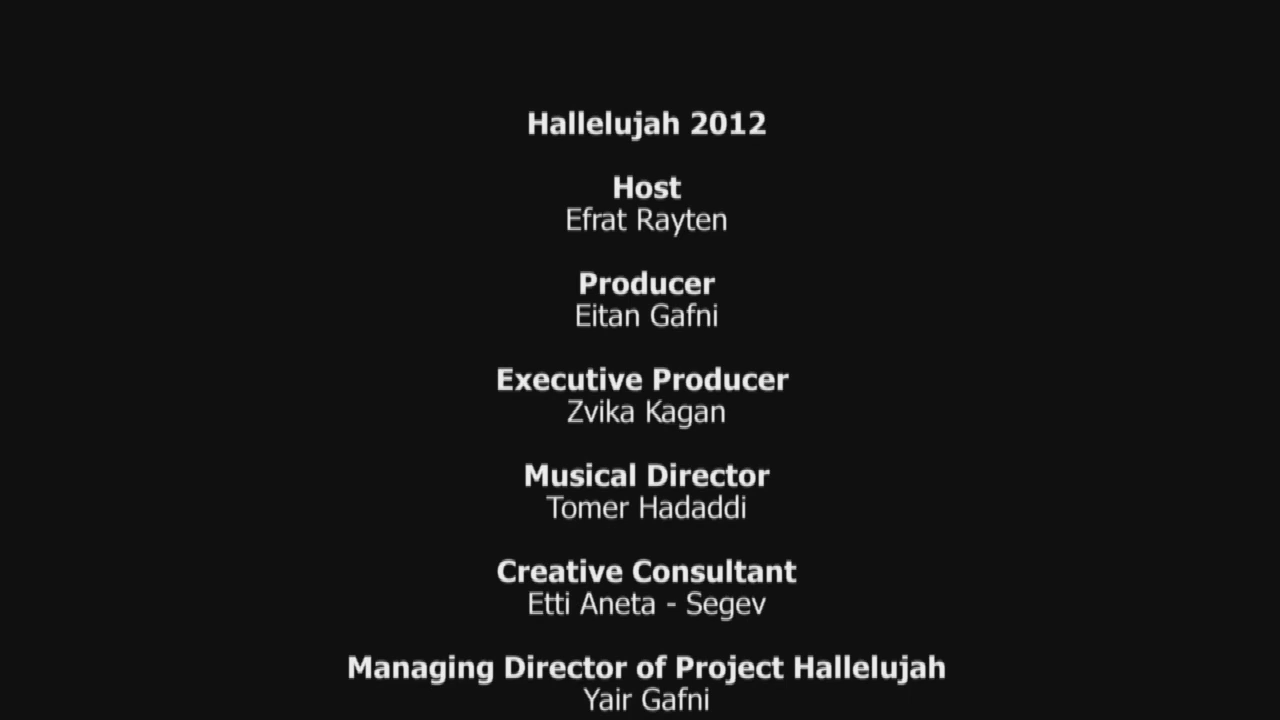 Hallelujah 2012
Host
Efrat Rayten
Producer
Eitan Gafni
Executive Producer
Zvika Kagan
Musical Director
Tomer Hadaddi
Creative Consultant
Etti Aneta - Segev
Managing Director of Project Hallelujah
Yair Gafni